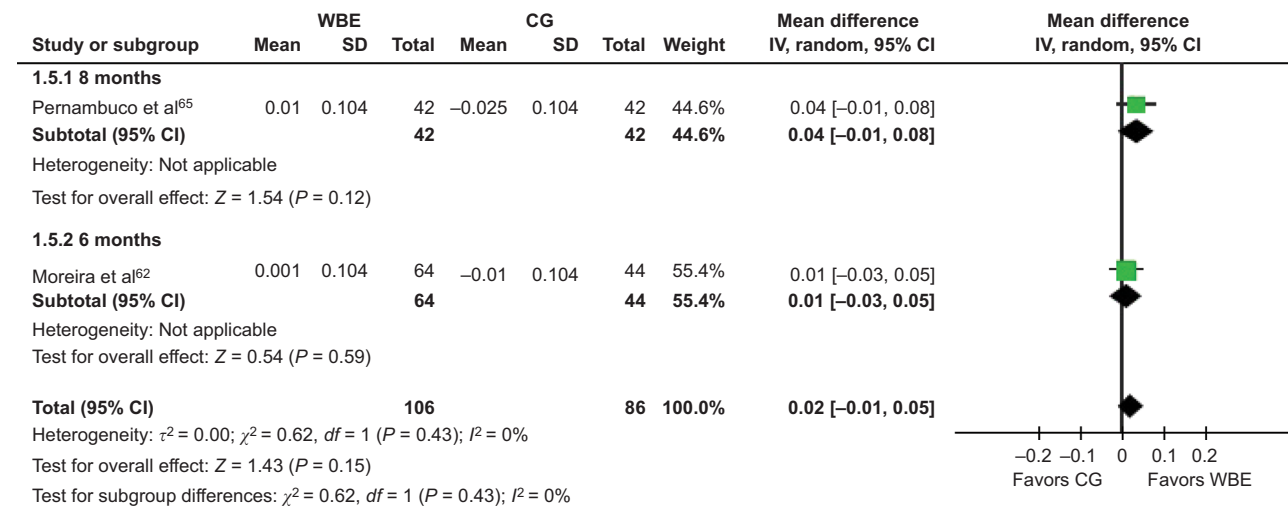 WBE CG Mean difference Mean difference
Study or subgroup Mean SD Total Mean SD Total Weight IV, random, 95% CI IV, random, 95% CI
1.5.1 8 months
Pernambuco et al⁶⁵ 0.01 0.104 42 –0.025 0.104 42 44.6% 0.04 [–0.01, 0.08]
Subtotal (95% CI) 42 42 44.6% 0.04 [–0.01, 0.08]
Heterogeneity: Not applicable
Test for overall effect: Z = 1.54 (P = 0.12)
1.5.2 6 months
Moreira et al⁶² 0.001 0.104 64 –0.01 0.104 44 55.4% 0.01 [–0.03, 0.05]
Subtotal (95% CI) 64 44 55.4% 0.01 [–0.03, 0.05]
Heterogeneity: Not applicable
Test for overall effect: Z = 0.54 (P = 0.59)
Total (95% CI) 106 86 100.0% 0.02 [–0.01, 0.05]
Heterogeneity: τ² = 0.00; χ² = 0.62, df = 1 (P = 0.43); I² = 0%
Test for overall effect: Z = 1.43 (P = 0.15)
Test for subgroup differences: χ² = 0.62, df = 1 (P = 0.43); I² = 0%
–0.2 –0.1 0 0.1 0.2
Favors CG Favors WBE